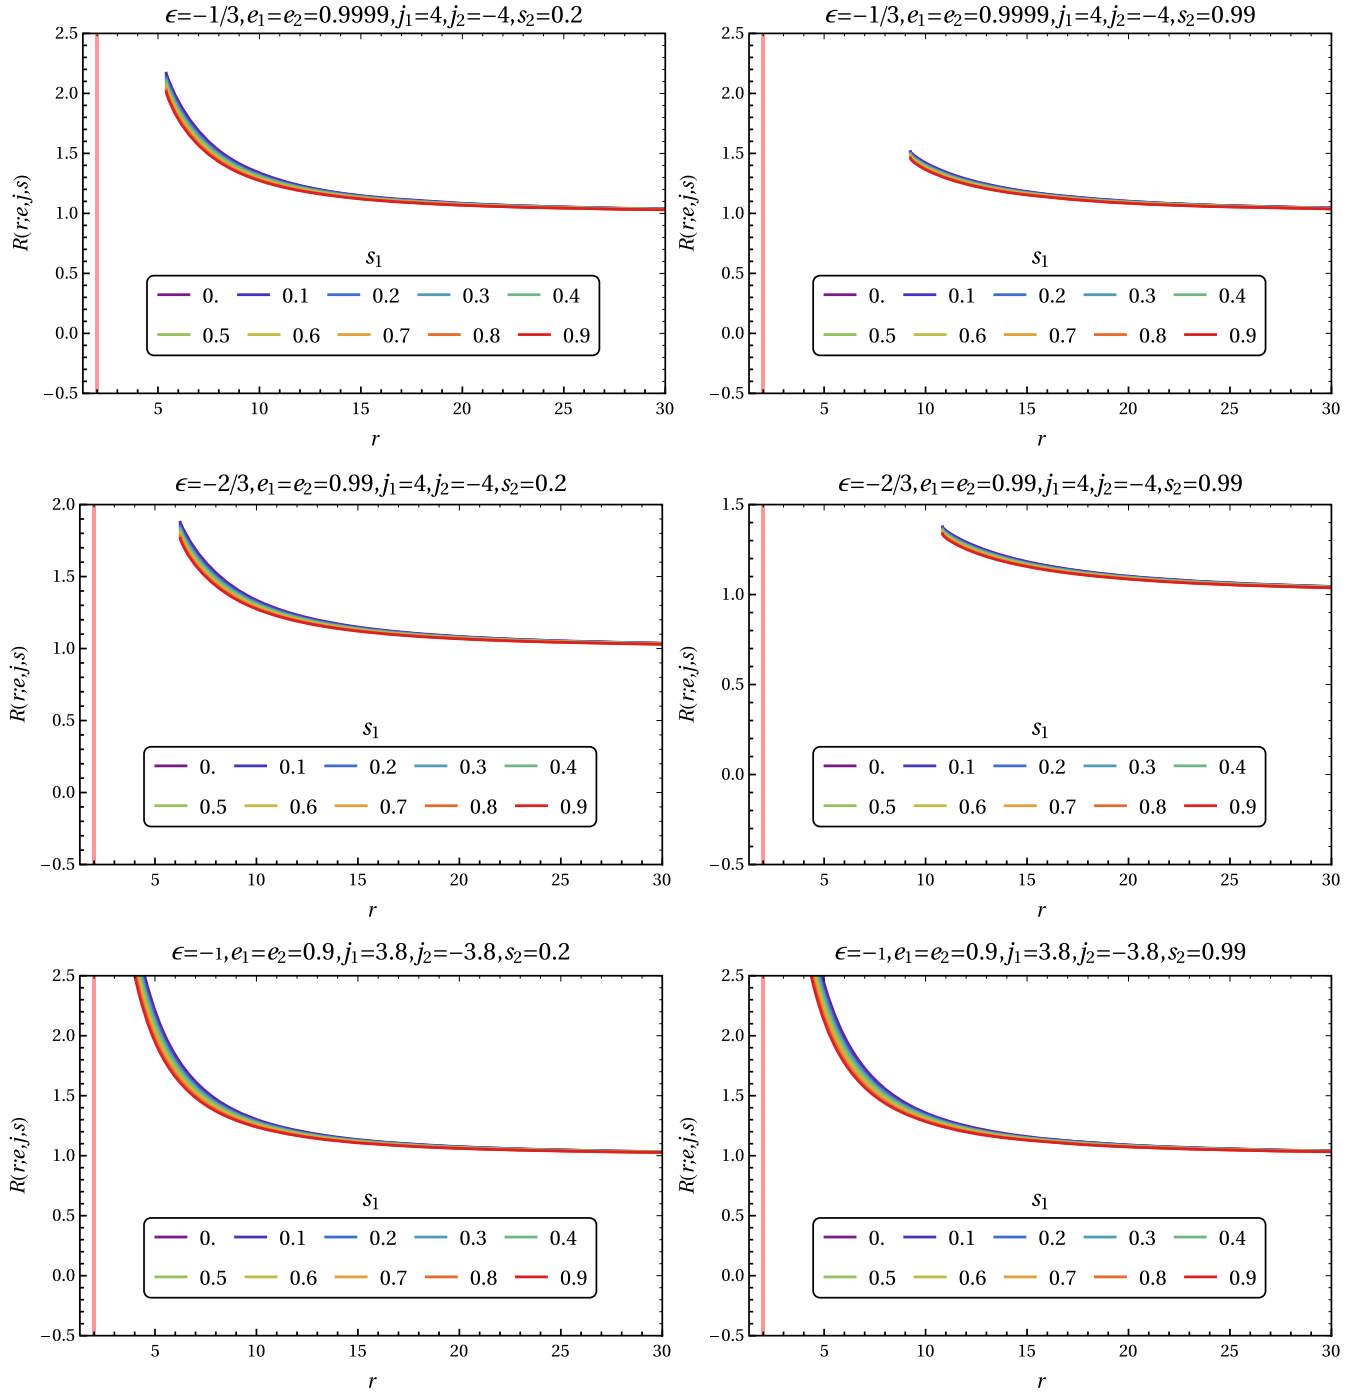 ϵ=−1/3,e₁=e₂=0.9999,j₁=4,j₂=−4,s₂=0.2
R(r;e,j,s)
2.5
2.0
1.5
1.0
0.5
0.0
−0.5
s₁
0. 0.1 0.2 0.3 0.4
0.5 0.6 0.7 0.8 0.9
5 10 15 20 25 30
r
ϵ=−1/3,e₁=e₂=0.9999,j₁=4,j₂=−4,s₂=0.99
R(r;e,j,s)
2.5
2.0
1.5
1.0
0.5
0.0
−0.5
s₁
0. 0.1 0.2 0.3 0.4
0.5 0.6 0.7 0.8 0.9
5 10 15 20 25 30
r
ϵ=−2/3,e₁=e₂=0.99,j₁=4,j₂=−4,s₂=0.2
R(r;e,j,s)
2.0
1.5
1.0
0.5
0.0
−0.5
s₁
0. 0.1 0.2 0.3 0.4
0.5 0.6 0.7 0.8 0.9
5 10 15 20 25 30
r
ϵ=−2/3,e₁=e₂=0.99,j₁=4,j₂=−4,s₂=0.99
R(r;e,j,s)
1.5
1.0
0.5
0.0
−0.5
s₁
0. 0.1 0.2 0.3 0.4
0.5 0.6 0.7 0.8 0.9
5 10 15 20 25 30
r
ϵ=−1,e₁=e₂=0.9,j₁=3.8,j₂=−3.8,s₂=0.2
R(r;e,j,s)
2.5
2.0
1.5
1.0
0.5
0.0
−0.5
s₁
0. 0.1 0.2 0.3 0.4
0.5 0.6 0.7 0.8 0.9
5 10 15 20 25 30
r
ϵ=−1,e₁=e₂=0.9,j₁=3.8,j₂=−3.8,s₂=0.99
R(r;e,j,s)
2.5
2.0
1.5
1.0
0.5
0.0
−0.5
s₁
0. 0.1 0.2 0.3 0.4
0.5 0.6 0.7 0.8 0.9
5 10 15 20 25 30
r